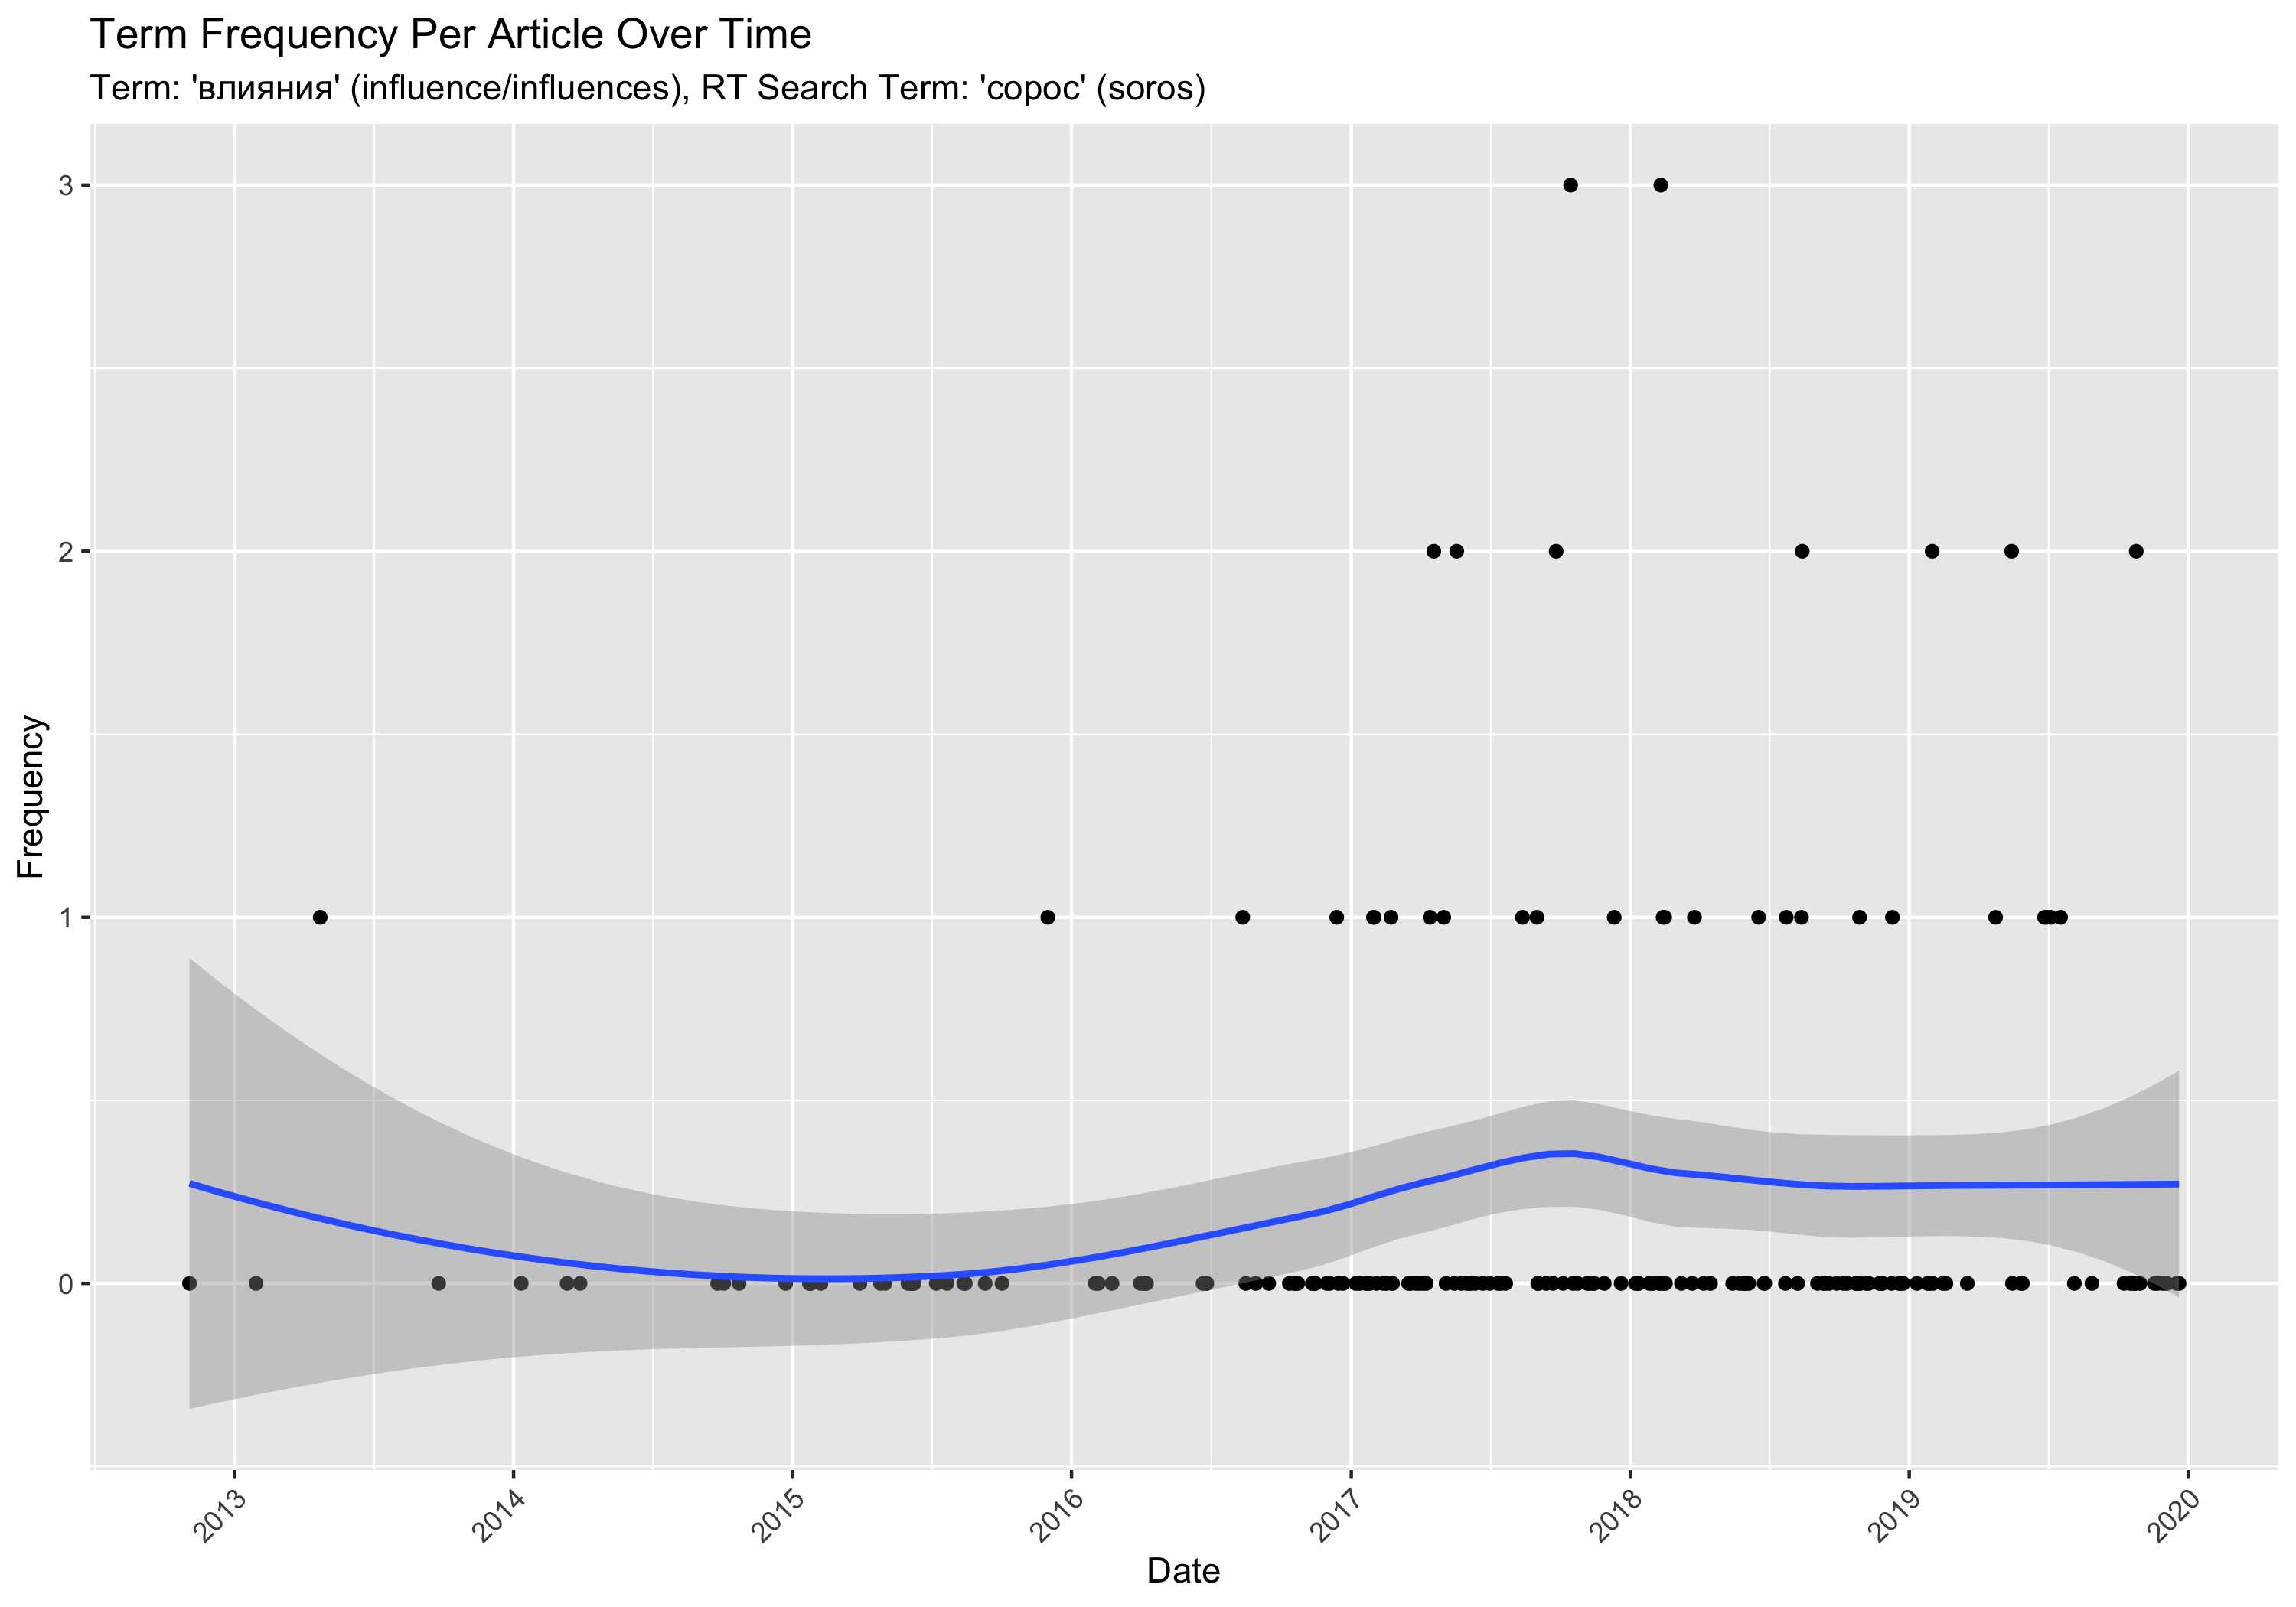 Term Frequency Per Article Over Time
Term: 'влияния' (influence/influences), RT Search Term: 'сорос' (soros)
Frequency
3
2
1
0
2013 2014 2015 2016 2017 2018 2019 2020
Date